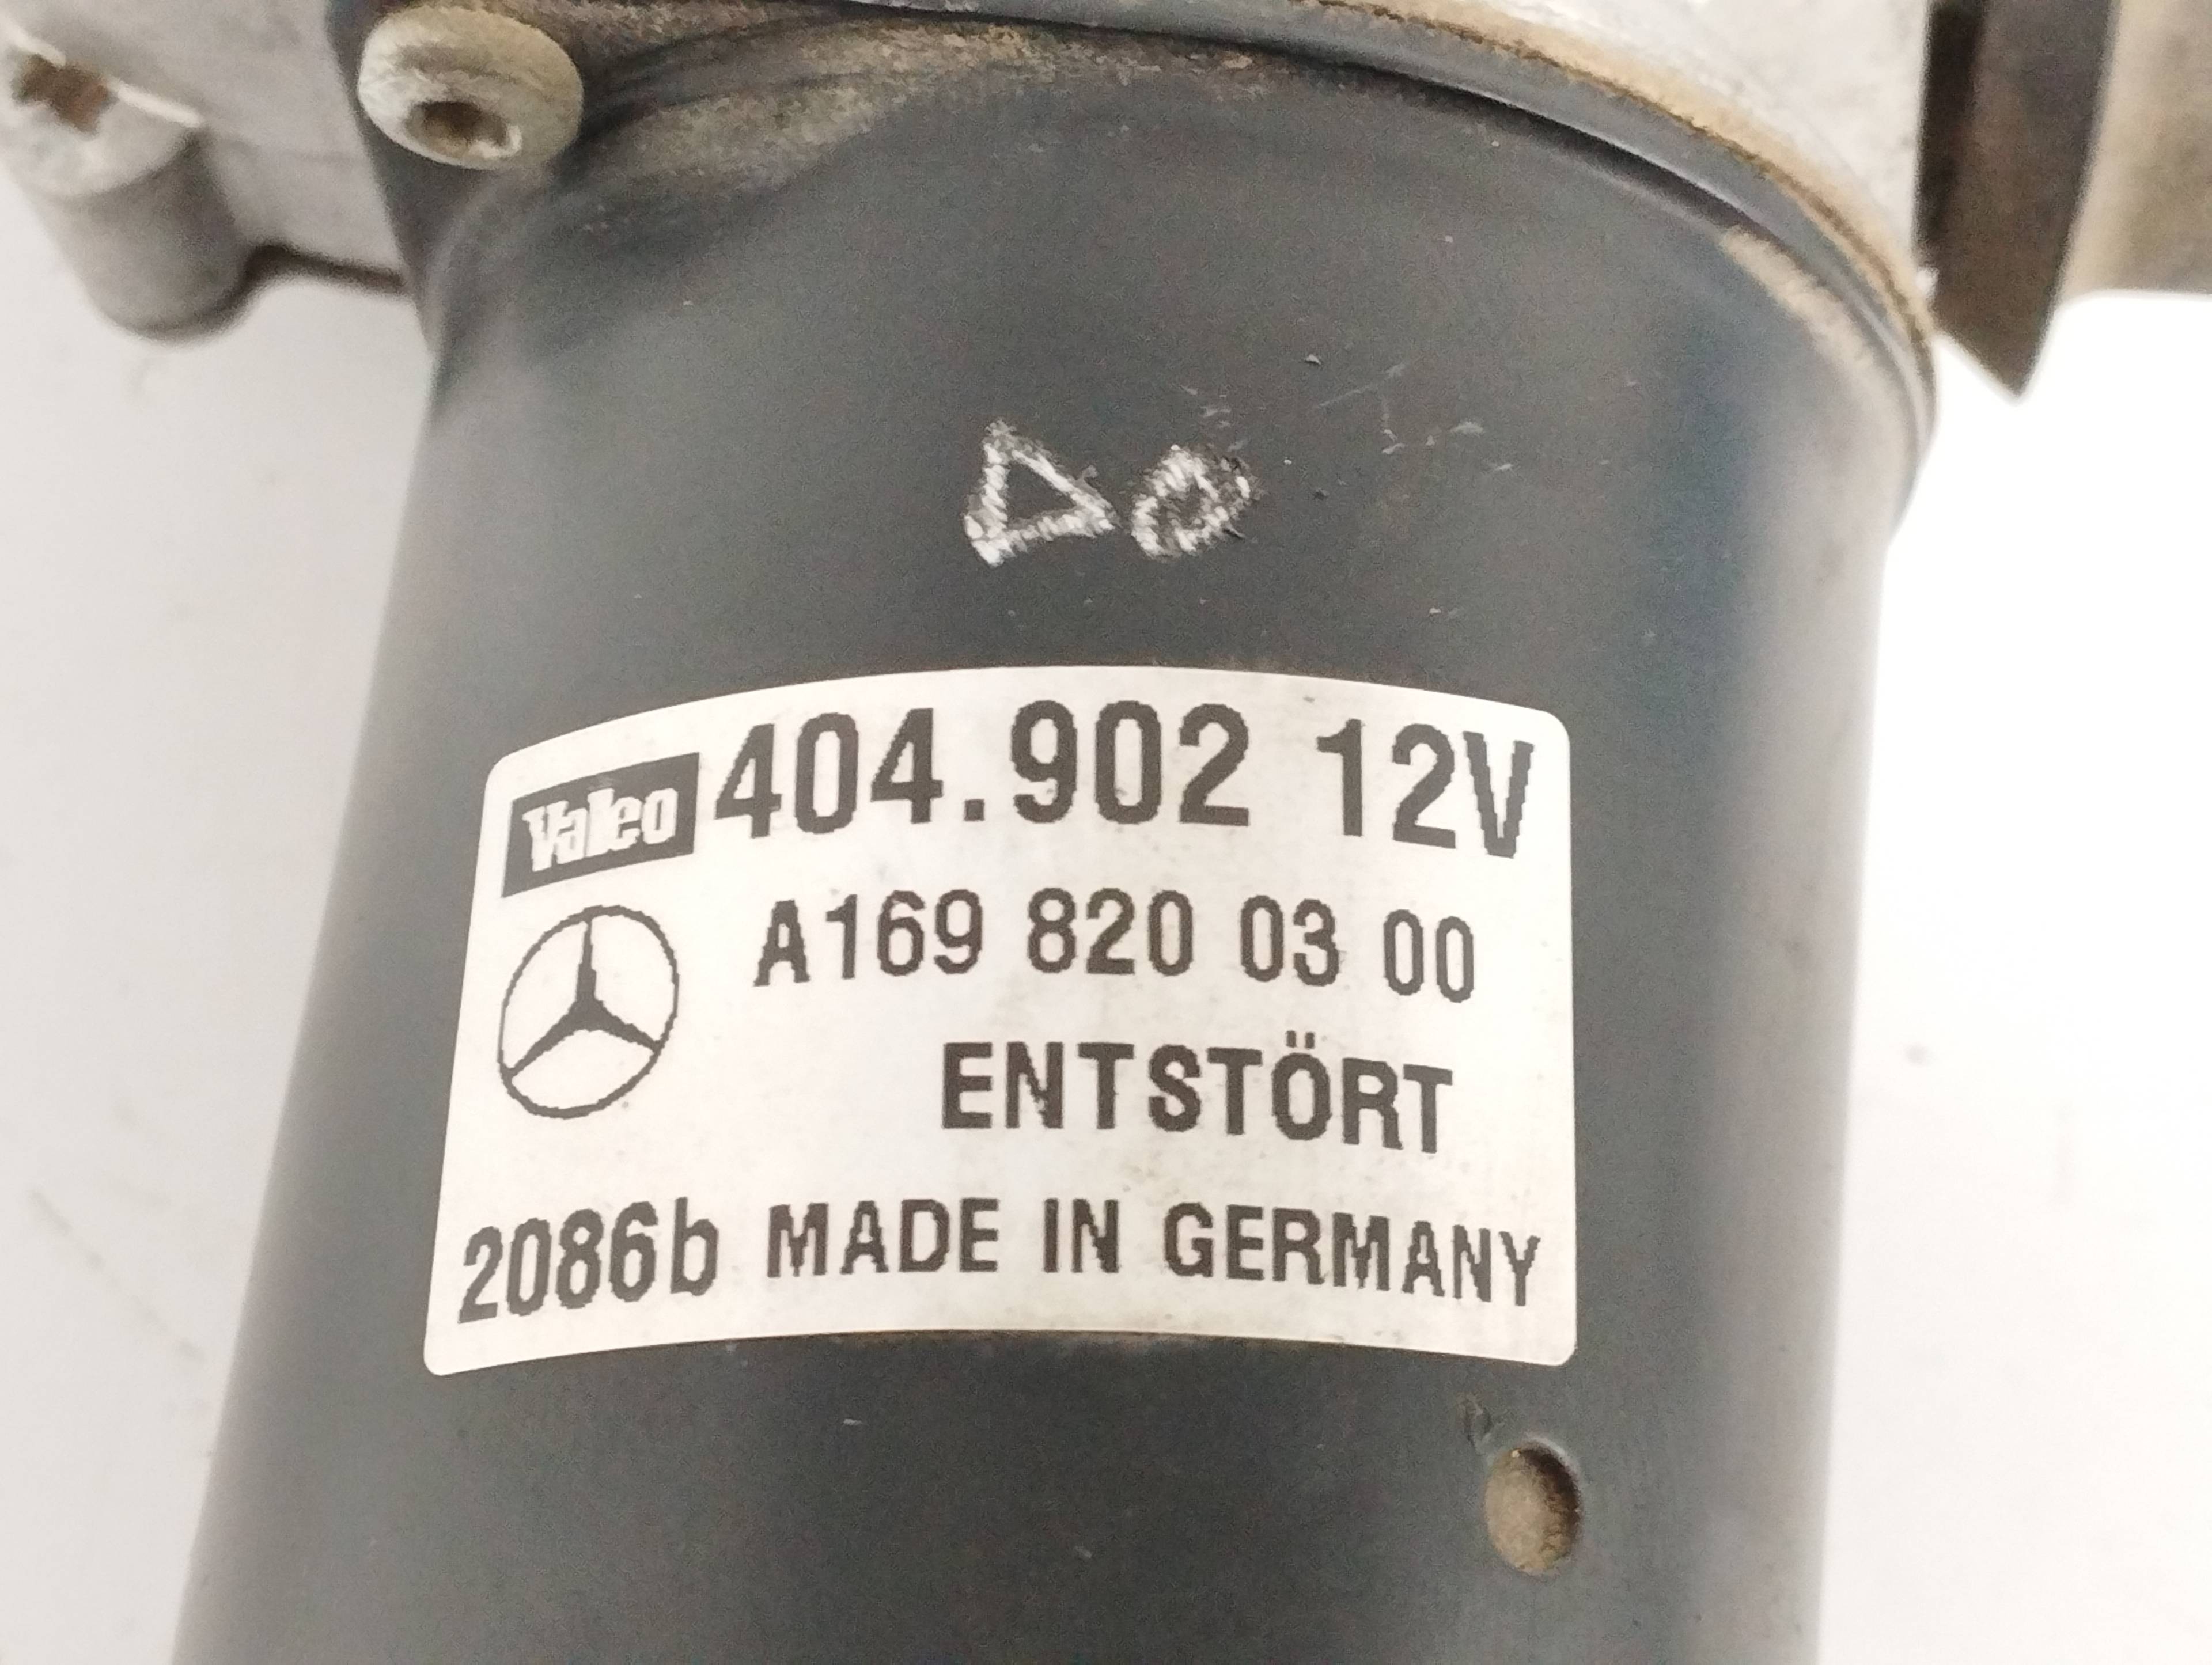 Valeo 404.902 12V
A169 820 03 00
ENTSTÖRT
2086b MADE IN GERMANY